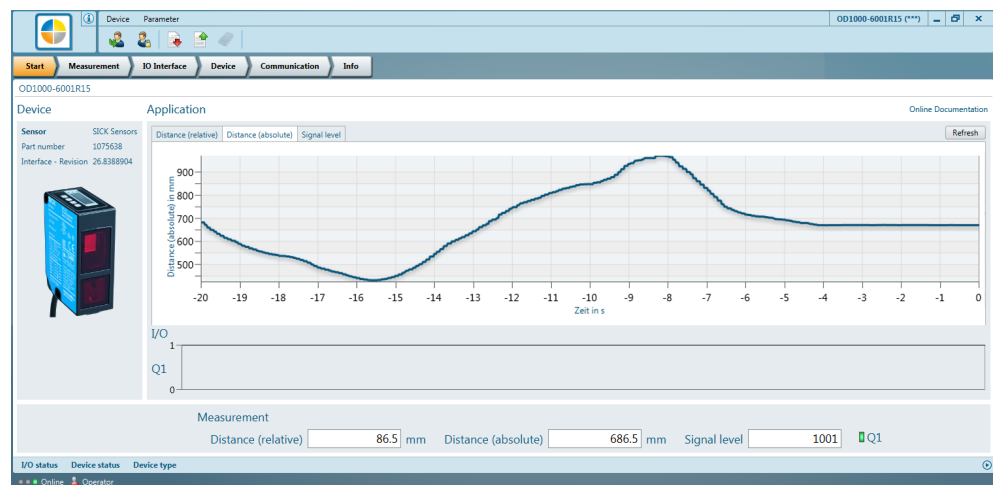 Device Parameter
OD1000-6001R15 (***)
Start Measurement IO Interface Device Communication Info
OD1000-6001R15
Device
Application
Online Documentation
Sensor SICK Sensors
Part number 1075638
Interface - Revision 26.8388904
Distance (relative) Distance (absolute) Signal level
Refresh
Distance (absolute) in mm
900
800
700
600
500
-20 -19 -18 -17 -16 -15 -14 -13 -12 -11 -10 -9 -8 -7 -6 -5 -4 -3 -2 -1 0
Zeit in s
I/O
1
Q1
0
Measurement
Distance (relative) 86.5 mm Distance (absolute) 686.5 mm Signal level 1001 Q1
I/O status Device status Device type
Online Operator